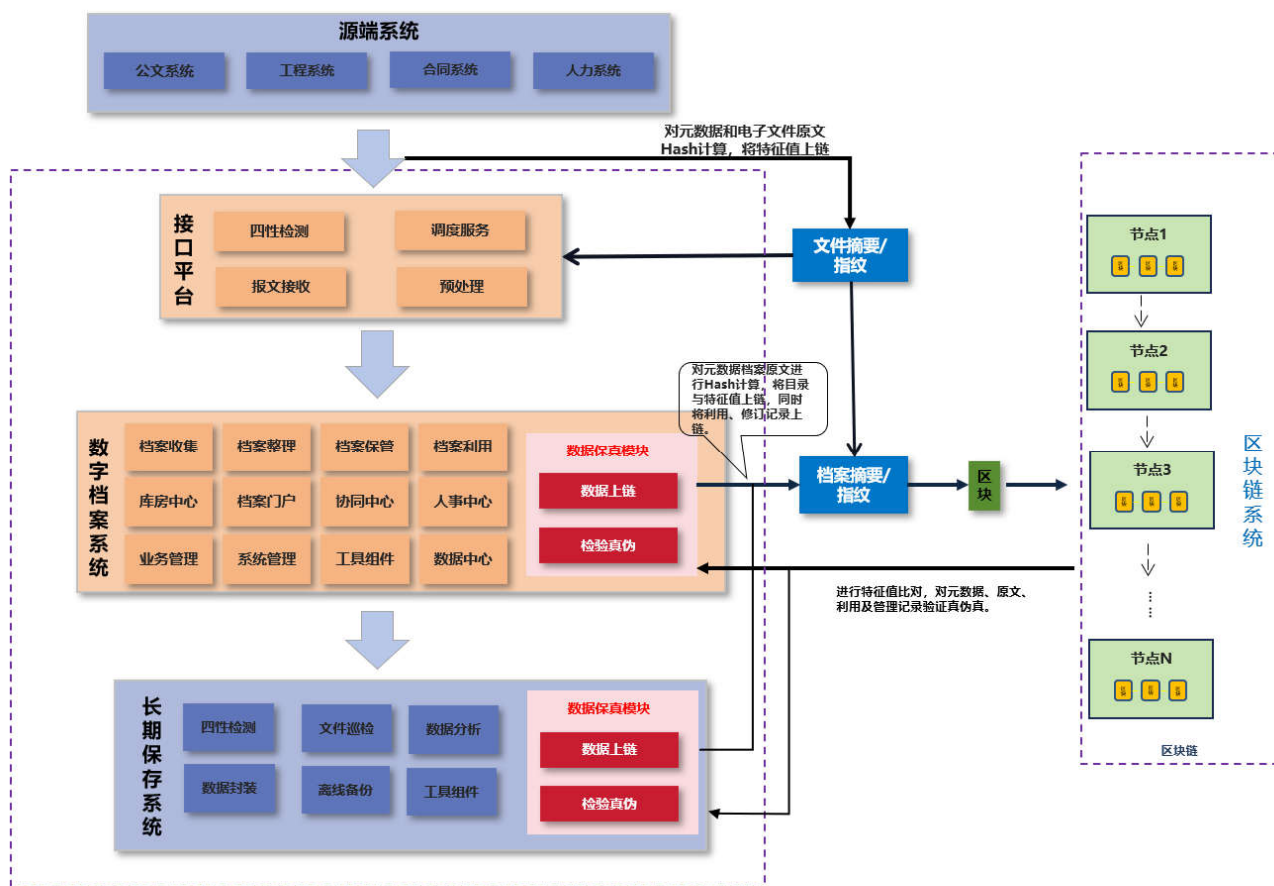 源端系统
公文系统
工程系统
合同系统
人力系统
对元数据和电子文件原文
Hash计算，将特征值上链
接口平台
四性检测
调度服务
报文接收
预处理
文件摘要/
指纹
对元数据档案原文进
行Hash计算，将目录
与特征值上链，同时
将利用、修订记录上
链。
数字档案系统
档案收集
档案整理
档案保管
档案利用
库房中心
档案门户
协同中心
人事中心
业务管理
系统管理
工具组件
数据中心
数据保真模块
数据上链
检验真伪
档案摘要/
指纹
区块
进行特征值比对，对元数据、原文、
利用及管理记录验证真伪真。
长期保存系统
四性检测
文件巡检
数据分析
数据封装
离线备份
工具组件
数据保真模块
数据上链
检验真伪
节点1
节点2
节点3
……
节点N
区块链
区块链系统